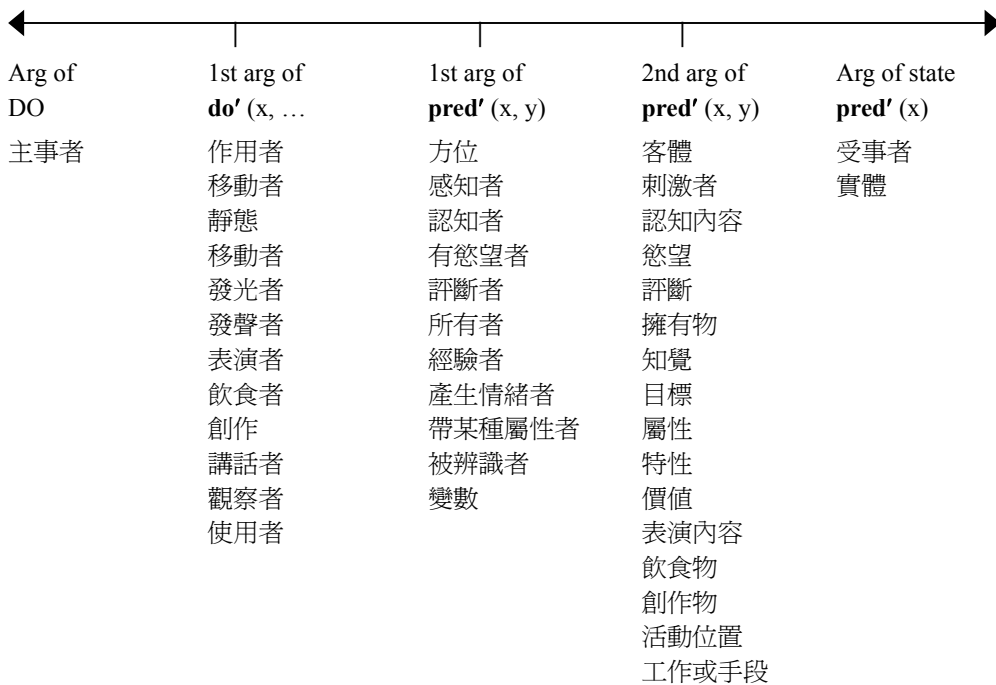 Arg of 1st arg of 1st arg of 2nd arg of Arg of state
DO do′ (x, … pred′ (x, y) pred′ (x, y) pred′ (x)
主事者 作用者 方位 客體 受事者
移動者 感知者 刺激者 實體
靜態 認知者 認知內容
移動者 有慾望者 慾望
發光者 評斷者 評斷
發聲者 所有者 擁有物
表演者 經驗者 知覺
飲食者 產生情緒者 目標
創作 帶某種屬性者 屬性
講話者 被辨識者 特性
觀察者 變數 價值
使用者 表演內容
飲食物
創作物
活動位置
工作或手段